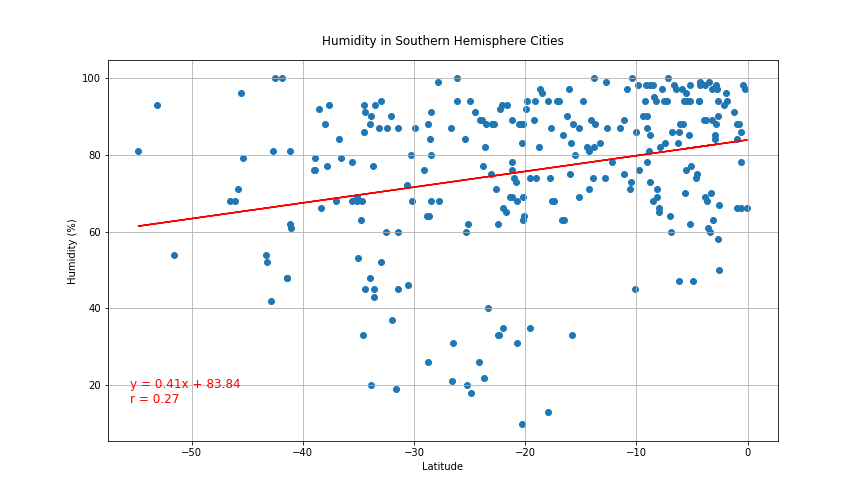 Humidity in Southern Hemisphere Cities
Humidity (%)
100
80
60
40
20
y = 0.41x + 83.84
r = 0.27
−50
−40
−30
−20
−10
0
Latitude